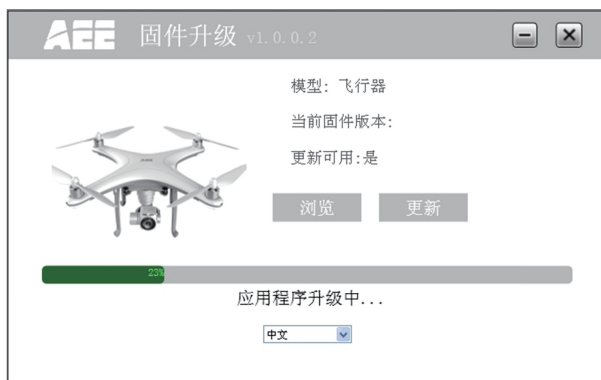 AEE 固件升级 v1.0.0.2
模型: 飞行器
当前固件版本:
更新可用:是
AEE
浏览 更新
23%
应用程序升级中...
中文